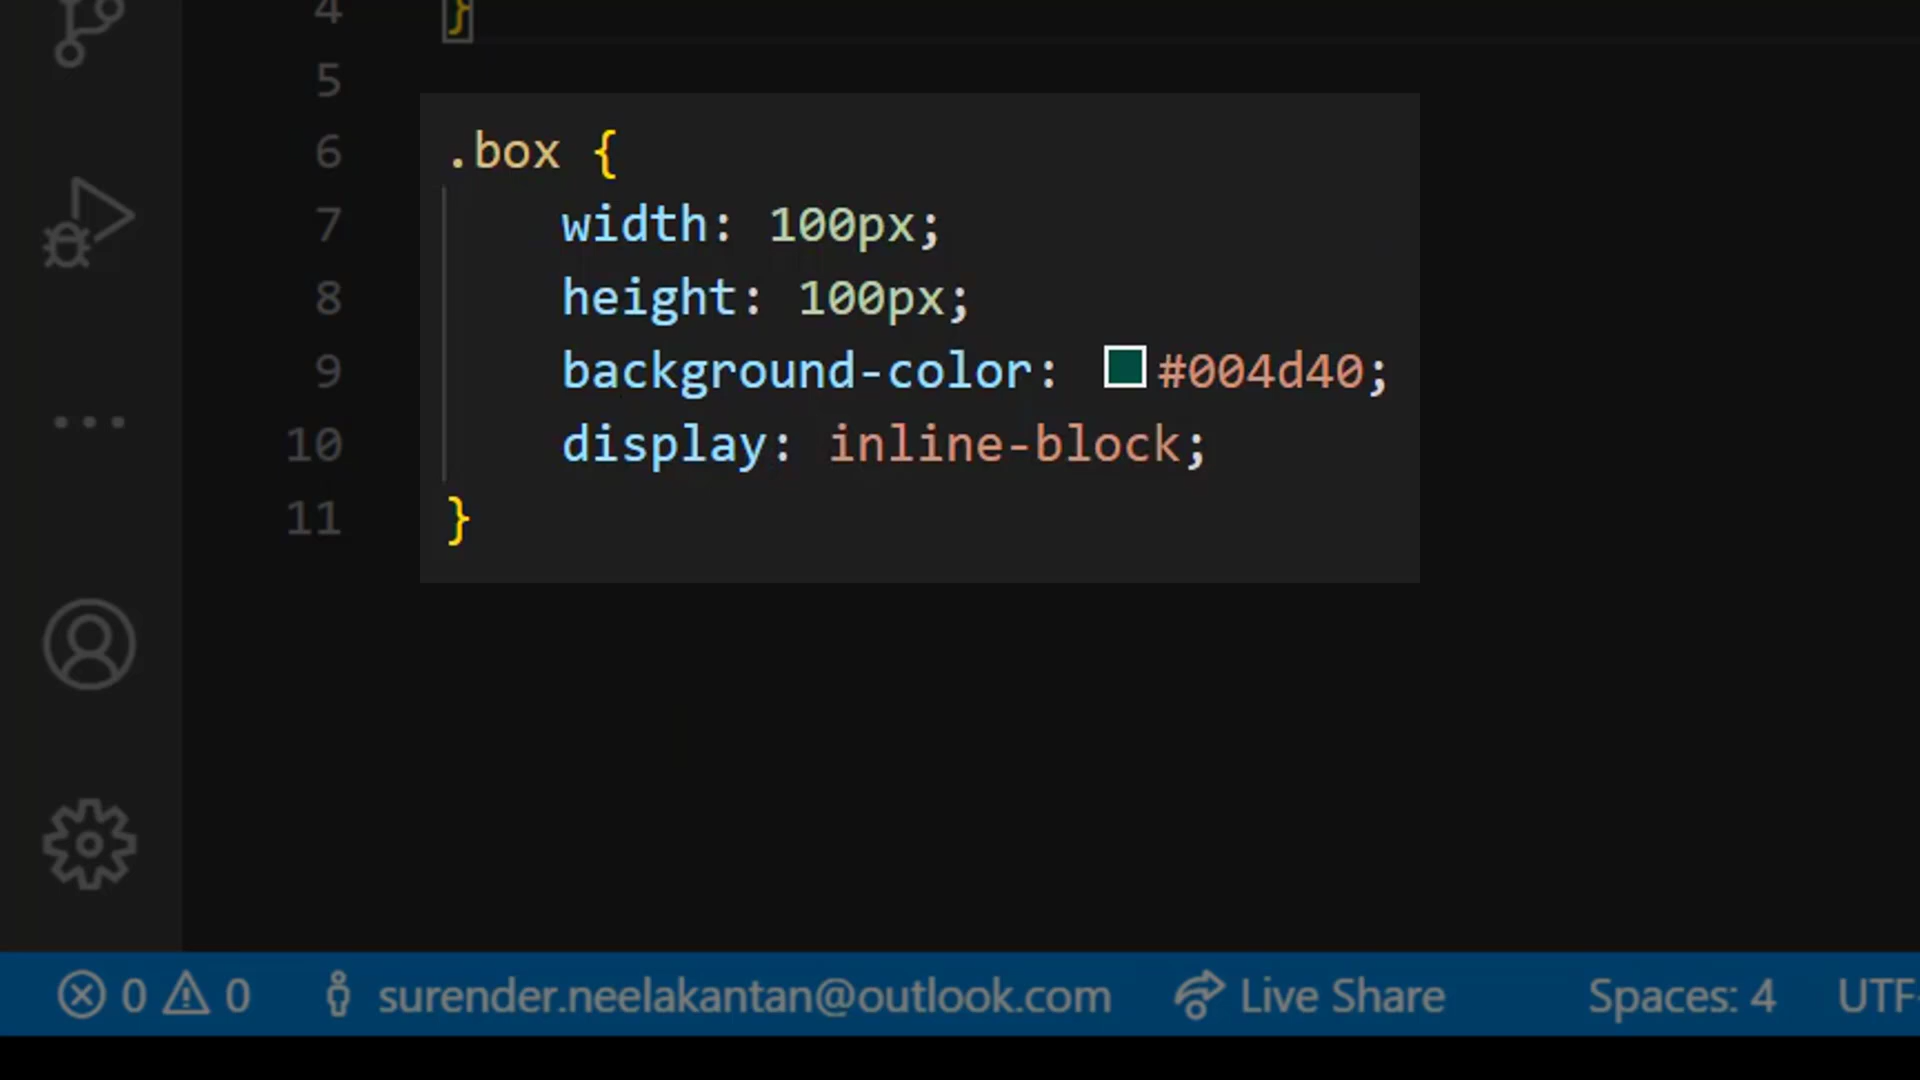 4 }
5
6 .box {
7 width: 100px;
8 height: 100px;
9 background-color: #004d40;
10 display: inline-block;
11 }
0 0 surender.neelakantan@outlook.com Live Share Spaces: 4 UTF-